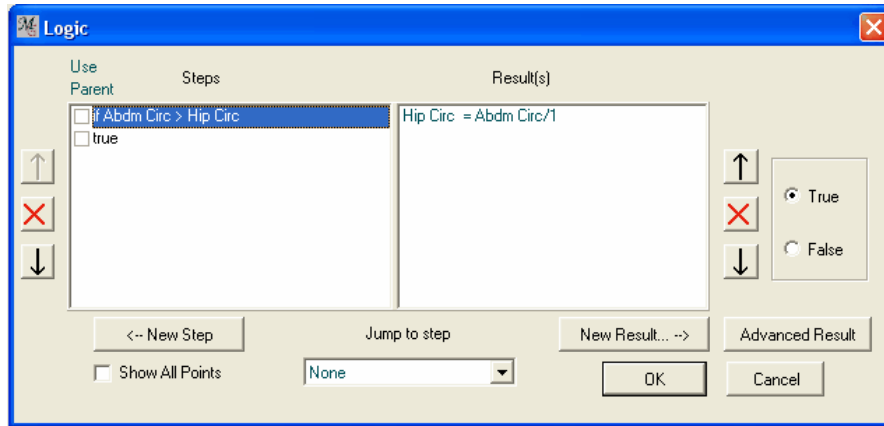 Logic
Use
Parent
Steps
Result(s)
if Abdm Circ > Hip Circ
true
Hip Circ  = Abdm Circ/1
True
False
<-- New Step
Jump to step
New Result... -->
Advanced Result
Show All Points
None
OK
Cancel